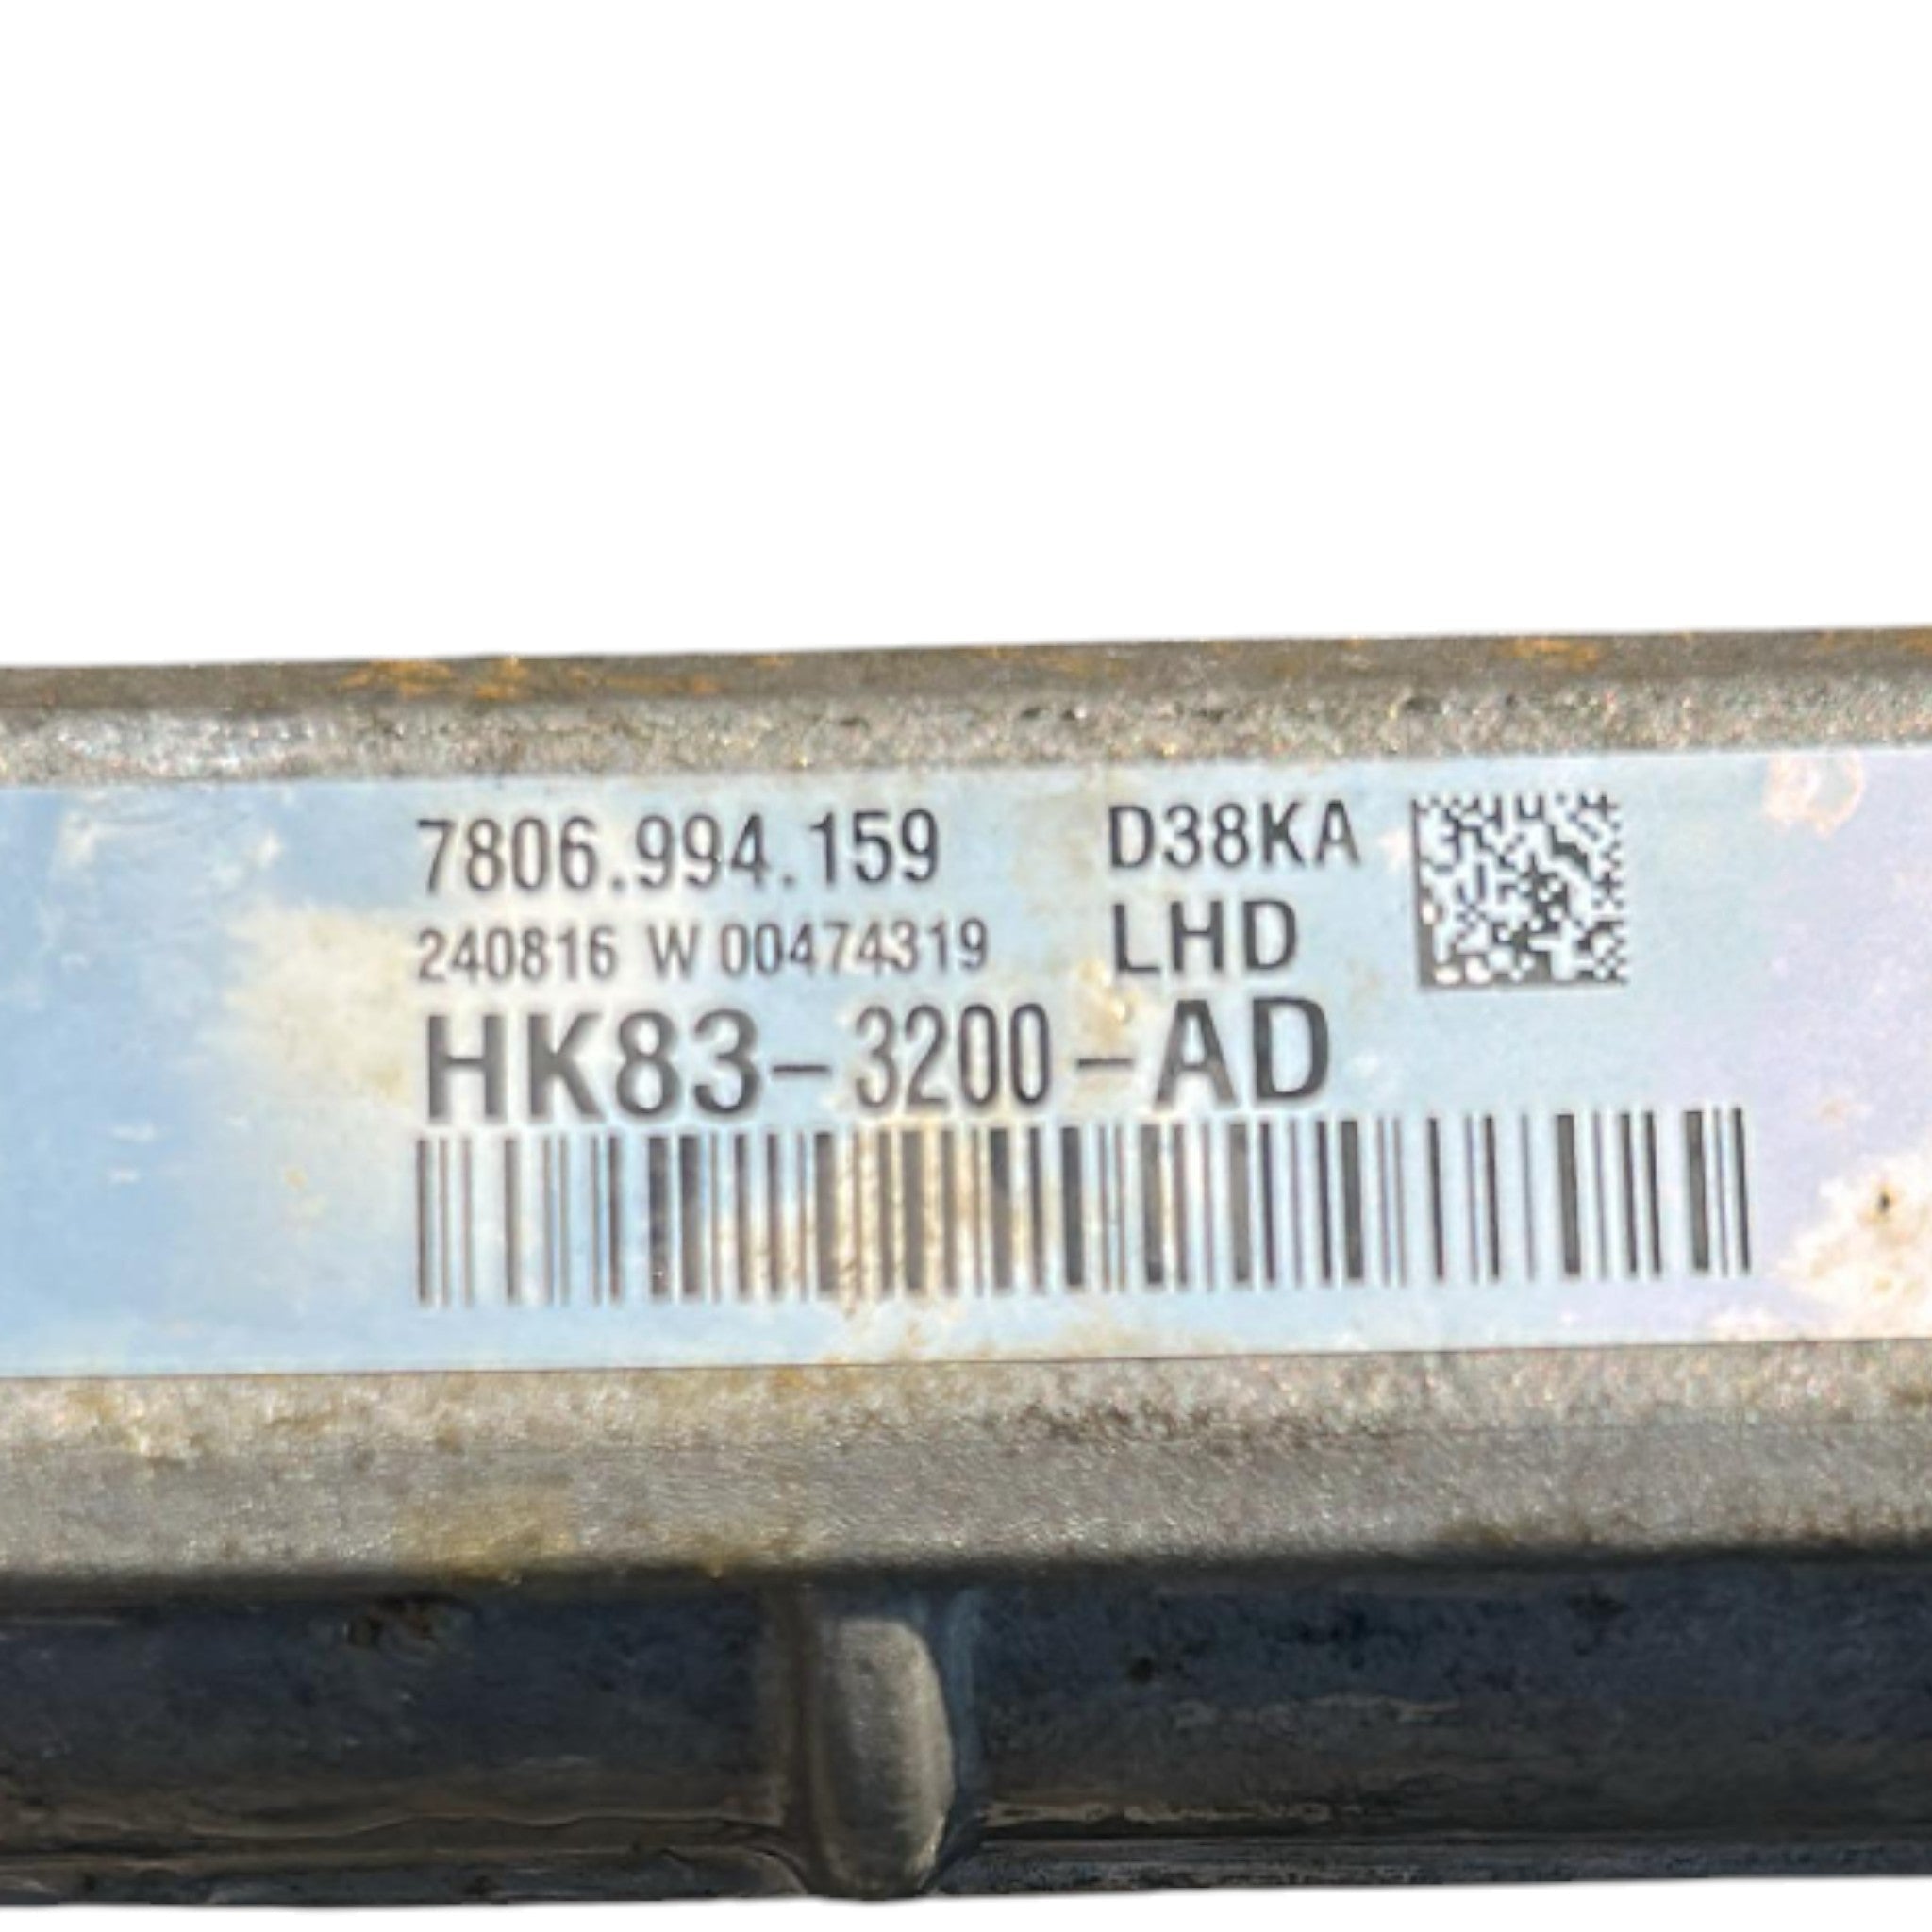 7806.994.159 D38KA
240816 W 00474319 LHD
HK83-3200-AD